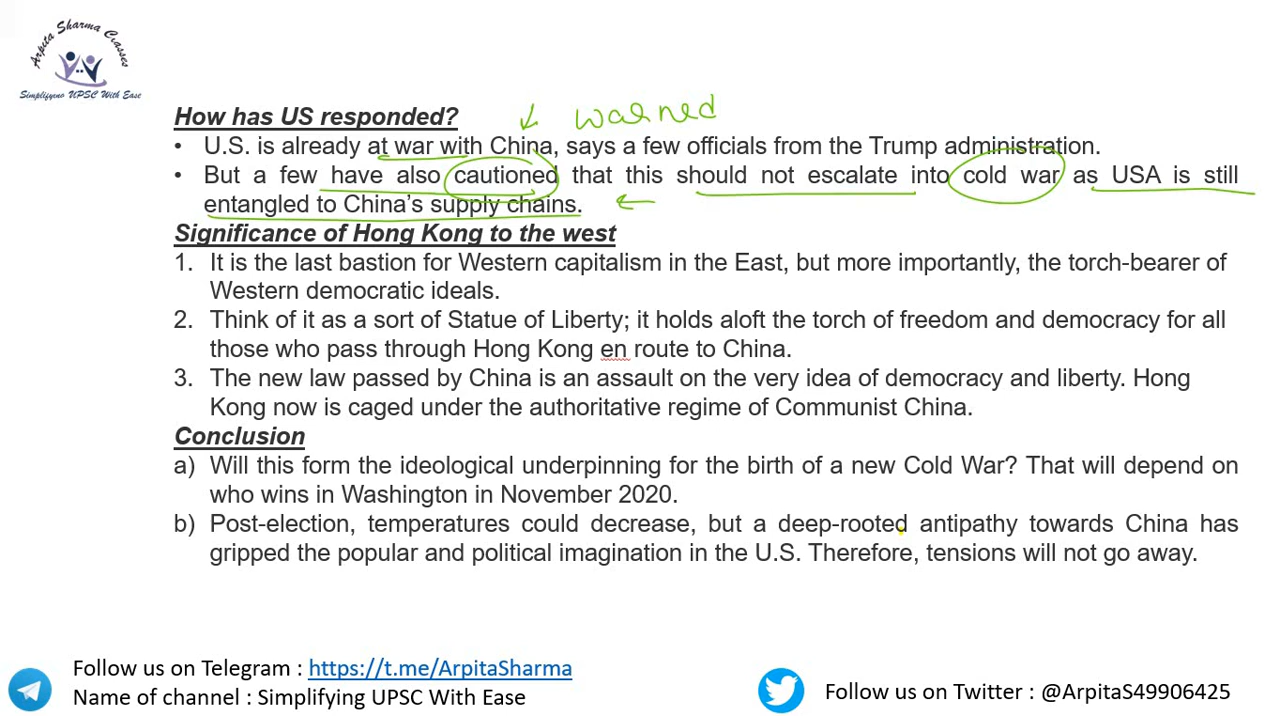 Arpita Sharma Classes
Simplifyeno UPSC With Ease
How has US responded?
warned
• U.S. is already at war with China, says a few officials from the Trump administration.
• But a few have also cautioned that this should not escalate into cold war as USA is still
entangled to China's supply chains.
Significance of Hong Kong to the west
1. It is the last bastion for Western capitalism in the East, but more importantly, the torch-bearer of
Western democratic ideals.
2. Think of it as a sort of Statue of Liberty; it holds aloft the torch of freedom and democracy for all
those who pass through Hong Kong en route to China.
3. The new law passed by China is an assault on the very idea of democracy and liberty. Hong
Kong now is caged under the authoritative regime of Communist China.
Conclusion
a) Will this form the ideological underpinning for the birth of a new Cold War? That will depend on
who wins in Washington in November 2020.
b) Post-election, temperatures could decrease, but a deep-rooted antipathy towards China has
gripped the popular and political imagination in the U.S. Therefore, tensions will not go away.
Follow us on Telegram : https://t.me/ArpitaSharma
Name of channel : Simplifying UPSC With Ease
Follow us on Twitter : @ArpitaS49906425